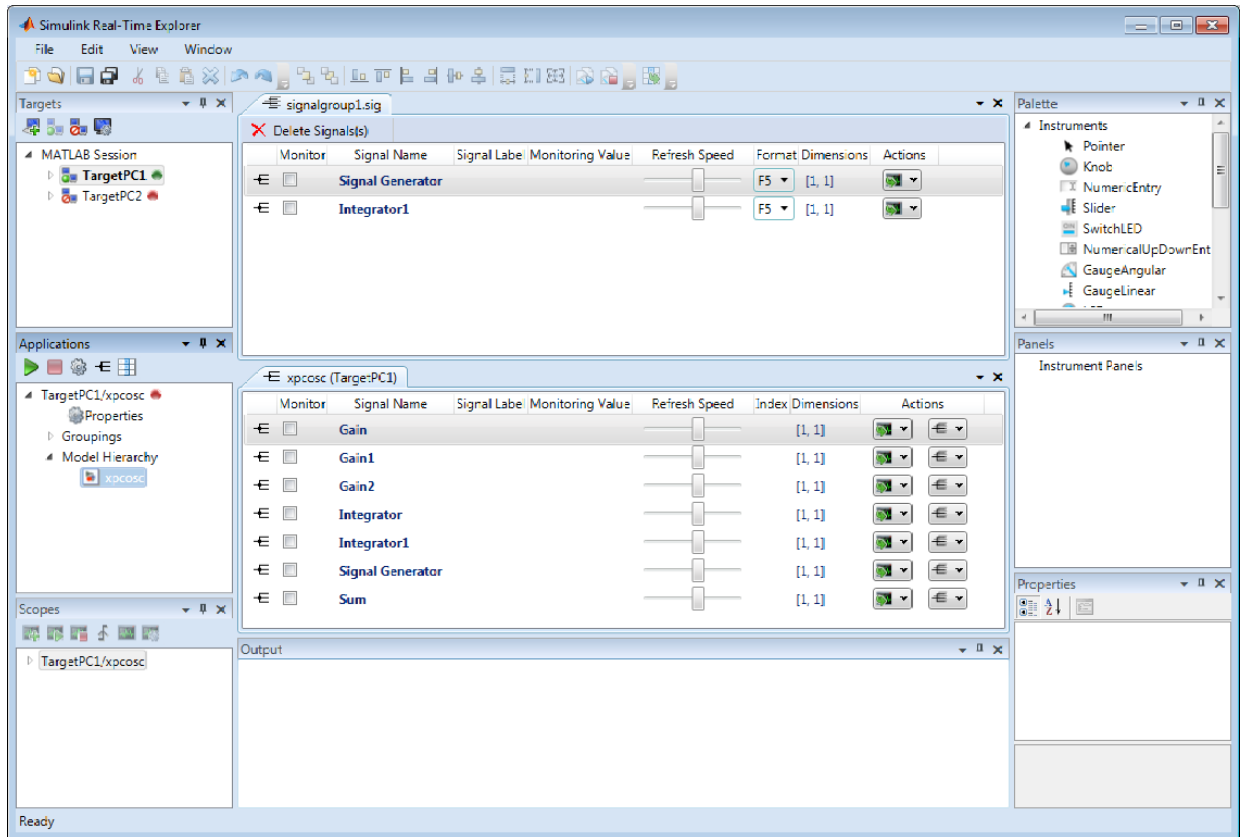 Simulink Real-Time Explorer
File Edit View Window
Targets
MATLAB Session
TargetPC1
TargetPC2
signalgroup1.sig
Delete Signals(s)
Monitor Signal Name Signal Label Monitoring Value Refresh Speed Format Dimensions Actions
Signal Generator F5 [1, 1]
Integrator1 F5 [1, 1]
Palette
Instruments
Pointer
Knob
NumericEntry
Slider
SwitchLED
NumericalUpDownEnt
GaugeAngular
GaugeLinear
Applications
TargetPC1/xpcosc
Properties
Groupings
Model Hierarchy
xpcosc
xpcosc (TargetPC1)
Monitor Signal Name Signal Label Monitoring Value Refresh Speed Index Dimensions Actions
Gain [1, 1]
Gain1 [1, 1]
Gain2 [1, 1]
Integrator [1, 1]
Integrator1 [1, 1]
Signal Generator [1, 1]
Sum [1, 1]
Panels
Instrument Panels
Scopes
TargetPC1/xpcosc
Output
Properties
Ready